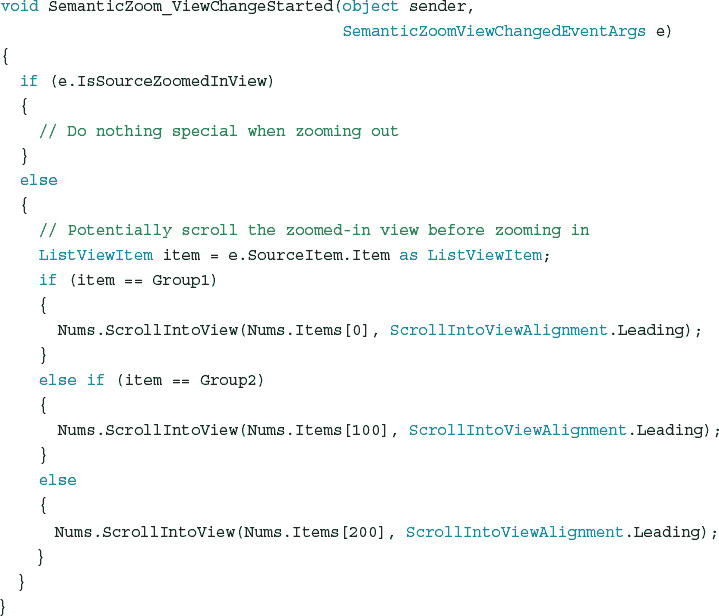 void SemanticZoom_ViewChangeStarted(object sender,
                                    SemanticZoomViewChangedEventArgs e)
{
  if (e.IsSourceZoomedInView)
  {
    // Do nothing special when zooming out
  }
  else
  {
    // Potentially scroll the zoomed-in view before zooming in
    ListViewItem item = e.SourceItem.Item as ListViewItem;
    if (item == Group1)
    {
      Nums.ScrollIntoView(Nums.Items[0], ScrollIntoViewAlignment.Leading);
    }
    else if (item == Group2)
    {
      Nums.ScrollIntoView(Nums.Items[100], ScrollIntoViewAlignment.Leading);
    }
    else
    {
      Nums.ScrollIntoView(Nums.Items[200], ScrollIntoViewAlignment.Leading);
    }
  }
}